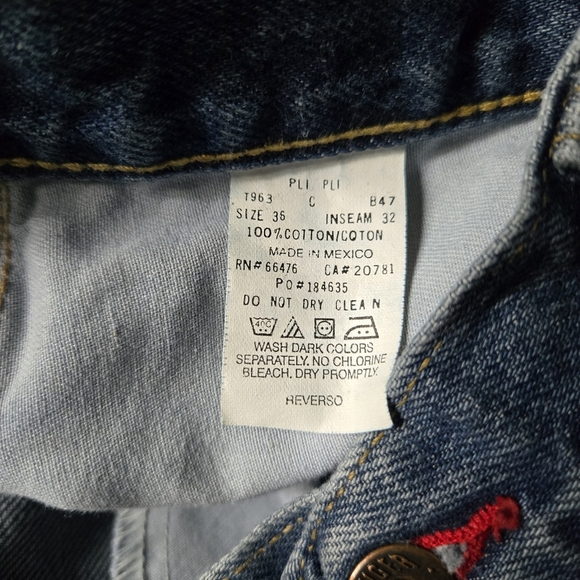 PLI PLI
T963 C B47
SIZE 36 INSEAM 32
100% COTTON/COTON
MADE IN MEXICO
RN# 66476 CA# 20781
PO #184635
DO NOT DRY CLEAN
40C
WASH DARK COLORS
SEPARATELY. NO CHLORINE
BLEACH. DRY PROMPTLY.
REVERSO